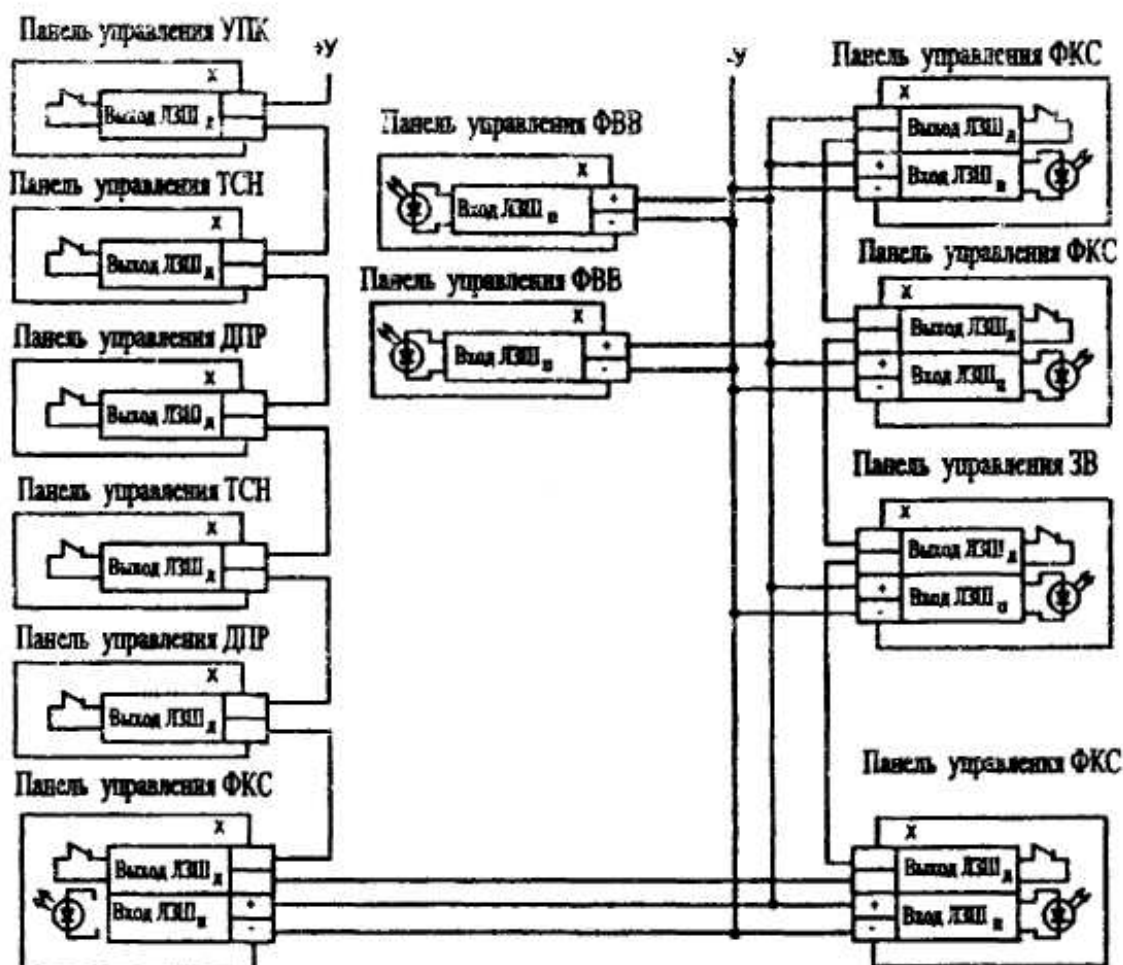 Панель управления УПК
+У
X
Выход ЛЗШ д
Панель управления ТСН
X
Выход ЛЗШ д
Панель управления ДПР
X
Выход ЛЗШ д
Панель управления ТСН
X
Выход ЛЗШ д
Панель управления ДПР
X
Выход ЛЗШ д
Панель управления ФКС
X
Выход ЛЗШ д
Вход ЛЗШ п
+
-
Панель управления ФВВ
X
Вход ЛЗШ п
+
-
Панель управления ФВВ
X
Вход ЛЗШ п
+
-
-У
Панель управления ФКС
X
Выход ЛЗШ д
+
-
Вход ЛЗШ п
Панель управления ФКС
X
Выход ЛЗШ д
+
-
Вход ЛЗШ п
Панель управления ЗВ
X
Выход ЛЗШ д
+
-
Вход ЛЗШ п
Панель управления ФКС
X
Выход ЛЗШ д
+
-
Вход ЛЗШ п